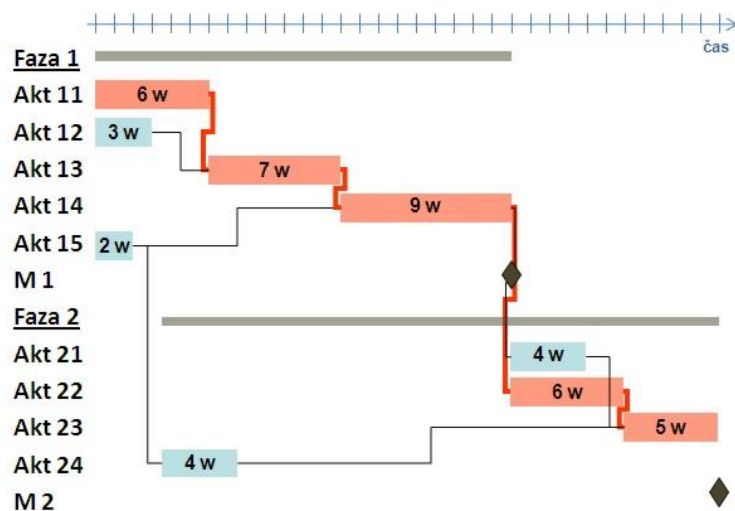 čas
Faza 1
Akt 11 6 w
Akt 12 3 w
Akt 13 7 w
Akt 14 9 w
Akt 15 2 w
M 1
Faza 2
Akt 21 4 w
Akt 22 6 w
Akt 23 5 w
Akt 24 4 w
M 2